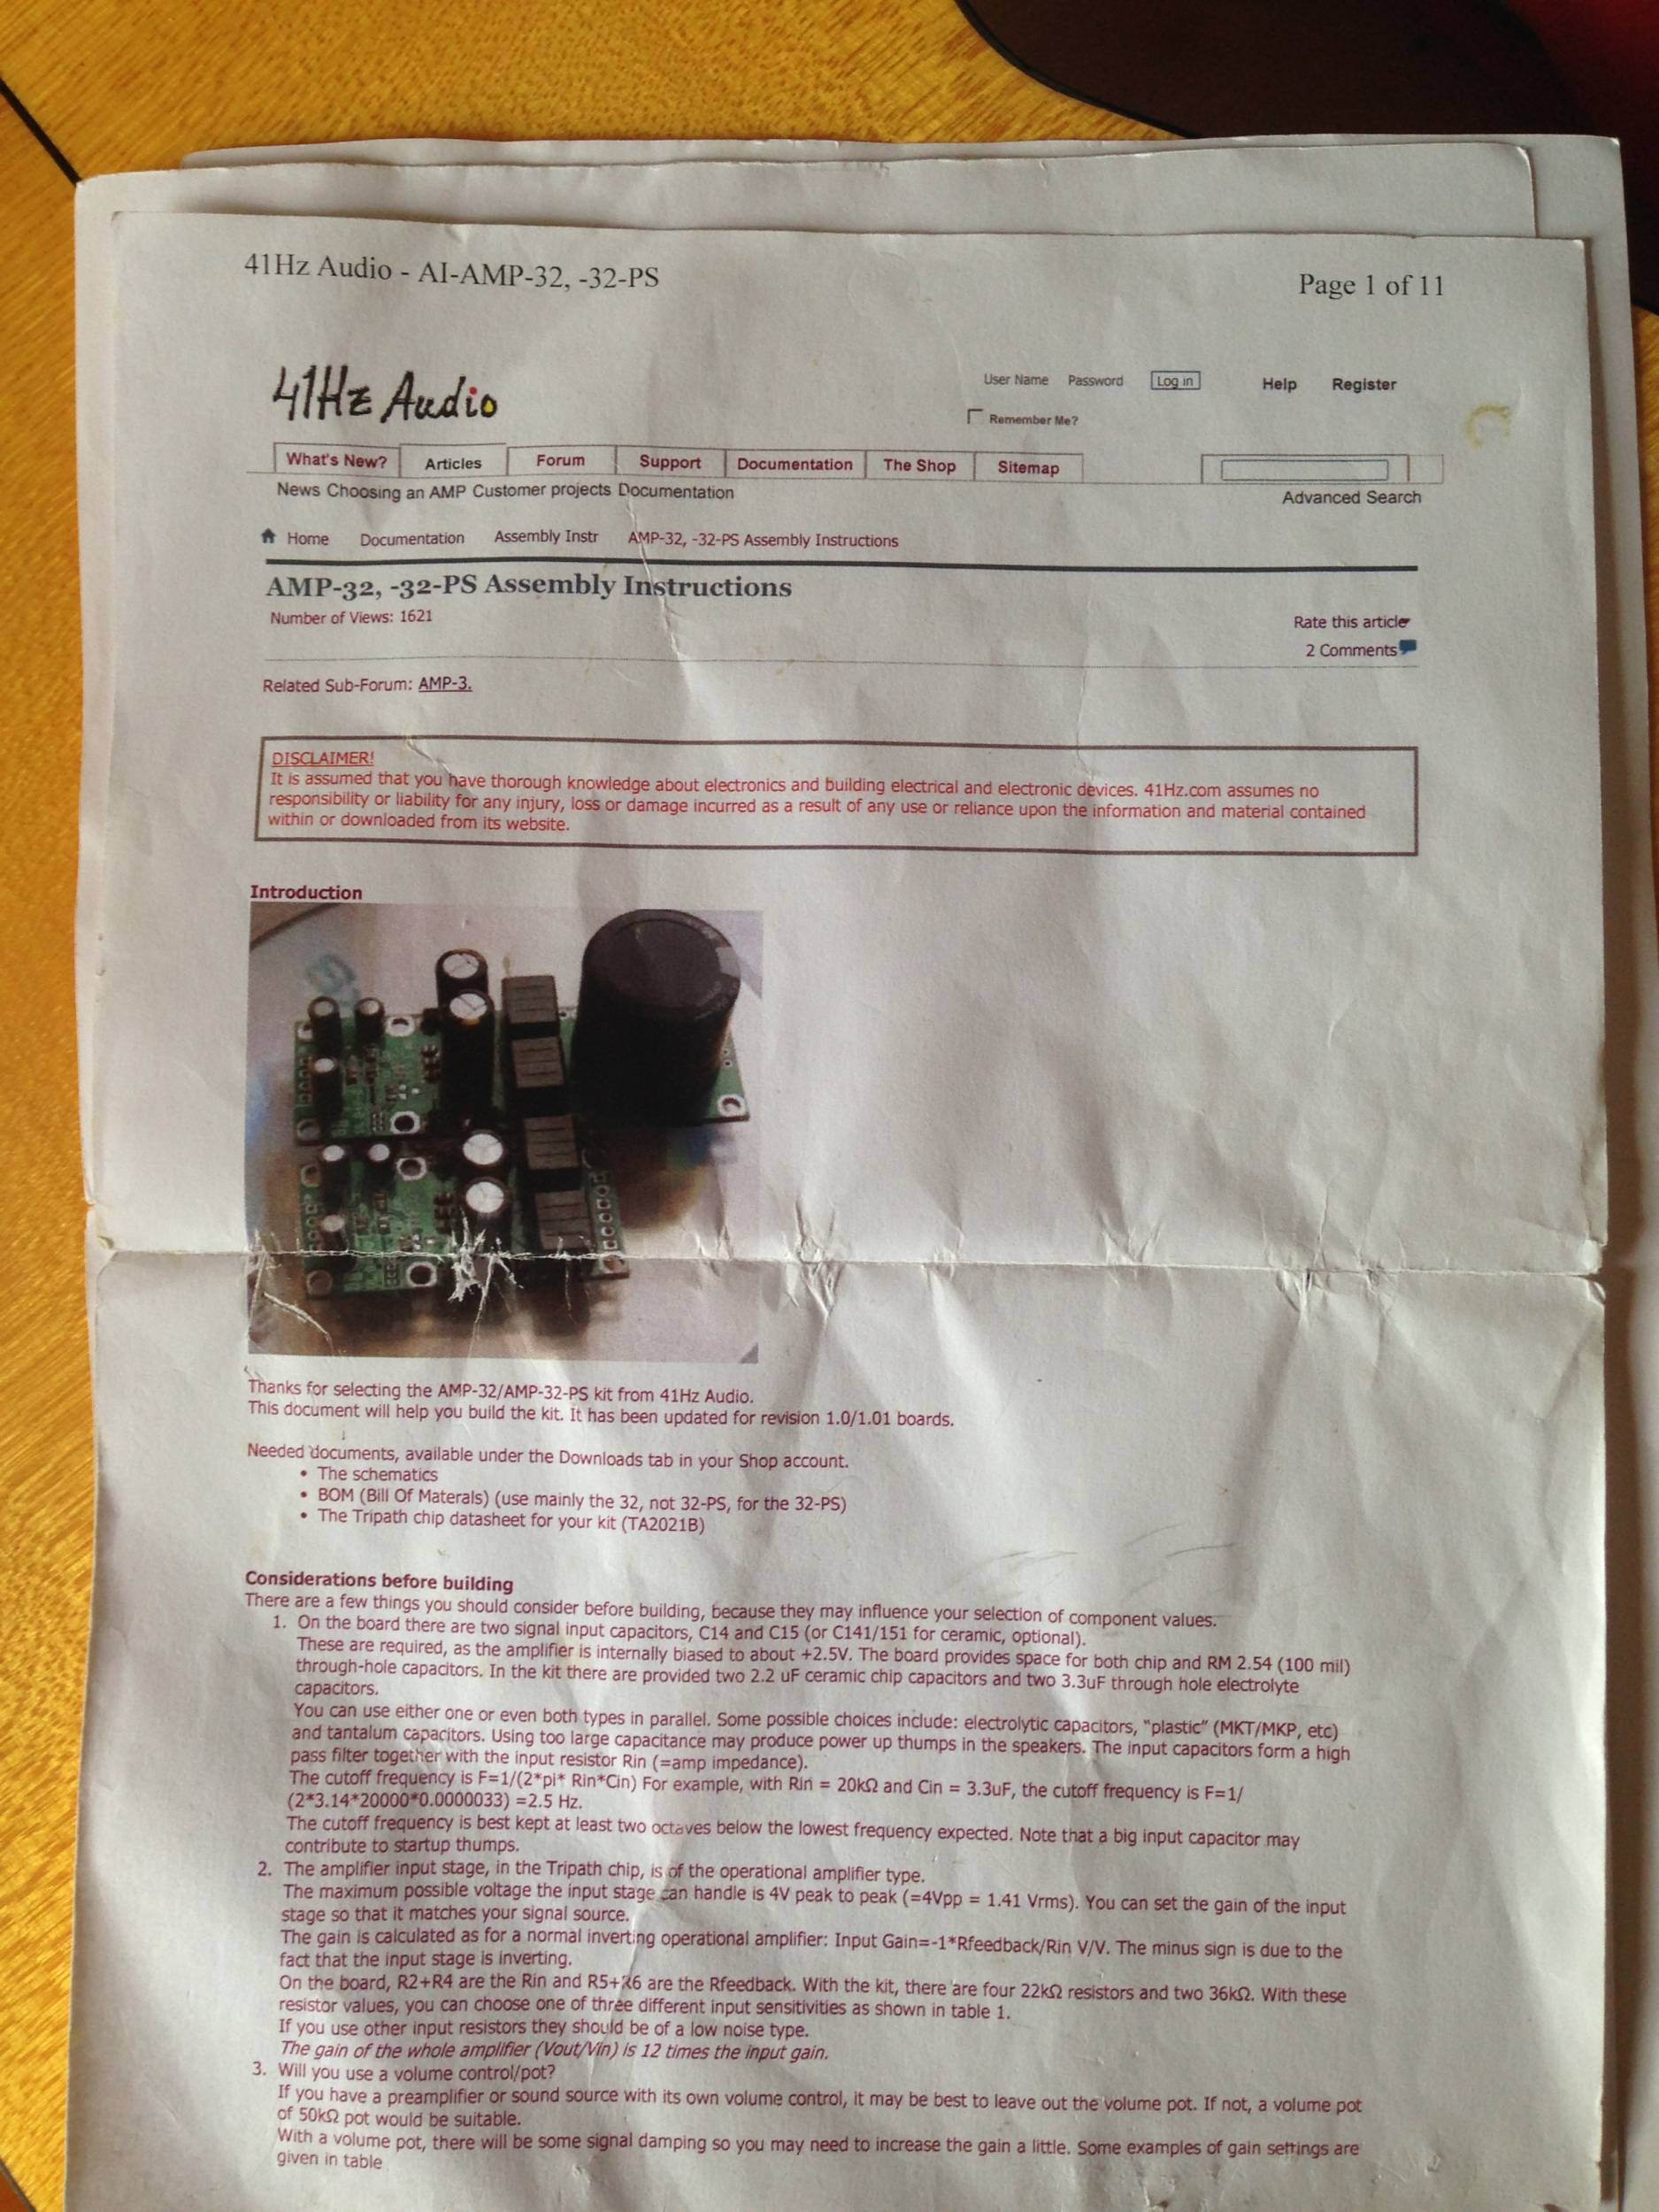 41Hz Audio - AI-AMP-32, -32-PS
Page 1 of 11
41Hz Audio
User Name Password Log in Help Register
Remember Me?
What's New? Articles Forum Support Documentation The Shop Sitemap
News Choosing an AMP Customer projects Documentation
Advanced Search
Home Documentation Assembly Instr AMP-32, -32-PS Assembly Instructions
AMP-32, -32-PS Assembly Instructions
Number of Views: 1621
Rate this article
2 Comments
Related Sub-Forum: AMP-3.
DISCLAIMER!
It is assumed that you have thorough knowledge about electronics and building electrical and electronic devices. 41Hz.com assumes no
responsibility or liability for any injury, loss or damage incurred as a result of any use or reliance upon the information and material contained
within or downloaded from its website.
Introduction
Thanks for selecting the AMP-32/AMP-32-PS kit from 41Hz Audio.
This document will help you build the kit. It has been updated for revision 1.0/1.01 boards.
Needed documents, available under the Downloads tab in your Shop account.
• The schematics
• BOM (Bill Of Materals) (use mainly the 32, not 32-PS, for the 32-PS)
• The Tripath chip datasheet for your kit (TA2021B)
Considerations before building
There are a few things you should consider before building, because they may influence your selection of component values.
1. On the board there are two signal input capacitors, C14 and C15 (or C141/151 for ceramic, optional).
These are required, as the amplifier is internally biased to about +2.5V. The board provides space for both chip and RM 2.54 (100 mil)
through-hole capacitors. In the kit there are provided two 2.2 uF ceramic chip capacitors and two 3.3uF through hole electrolyte
capacitors.
You can use either one or even both types in parallel. Some possible choices include: electrolytic capacitors, "plastic" (MKT/MKP, etc)
and tantalum capacitors. Using too large capacitance may produce power up thumps in the speakers. The input capacitors form a high
pass filter together with the input resistor Rin (=amp impedance).
The cutoff frequency is F=1/(2*pi* Rin*Cin) For example, with Rin = 20kΩ and Cin = 3.3uF, the cutoff frequency is F=1/
(2*3.14*20000*0.0000033) =2.5 Hz.
The cutoff frequency is best kept at least two octaves below the lowest frequency expected. Note that a big input capacitor may
contribute to startup thumps.
2. The amplifier input stage, in the Tripath chip, is of the operational amplifier type.
The maximum possible voltage the input stage can handle is 4V peak to peak (=4Vpp = 1.41 Vrms). You can set the gain of the input
stage so that it matches your signal source.
The gain is calculated as for a normal inverting operational amplifier: Input Gain=-1*Rfeedback/Rin V/V. The minus sign is due to the
fact that the input stage is inverting.
On the board, R2+R4 are the Rin and R5+R6 are the Rfeedback. With the kit, there are four 22kΩ resistors and two 36kΩ. With these
resistor values, you can choose one of three different input sensitivities as shown in table 1.
If you use other input resistors they should be of a low noise type.
The gain of the whole amplifier (Vout/Vin) is 12 times the input gain.
3. Will you use a volume control/pot?
If you have a preamplifier or sound source with its own volume control, it may be best to leave out the volume pot. If not, a volume pot
of 50kΩ pot would be suitable.
With a volume pot, there will be some signal damping so you may need to increase the gain a little. Some examples of gain settings are
given in table